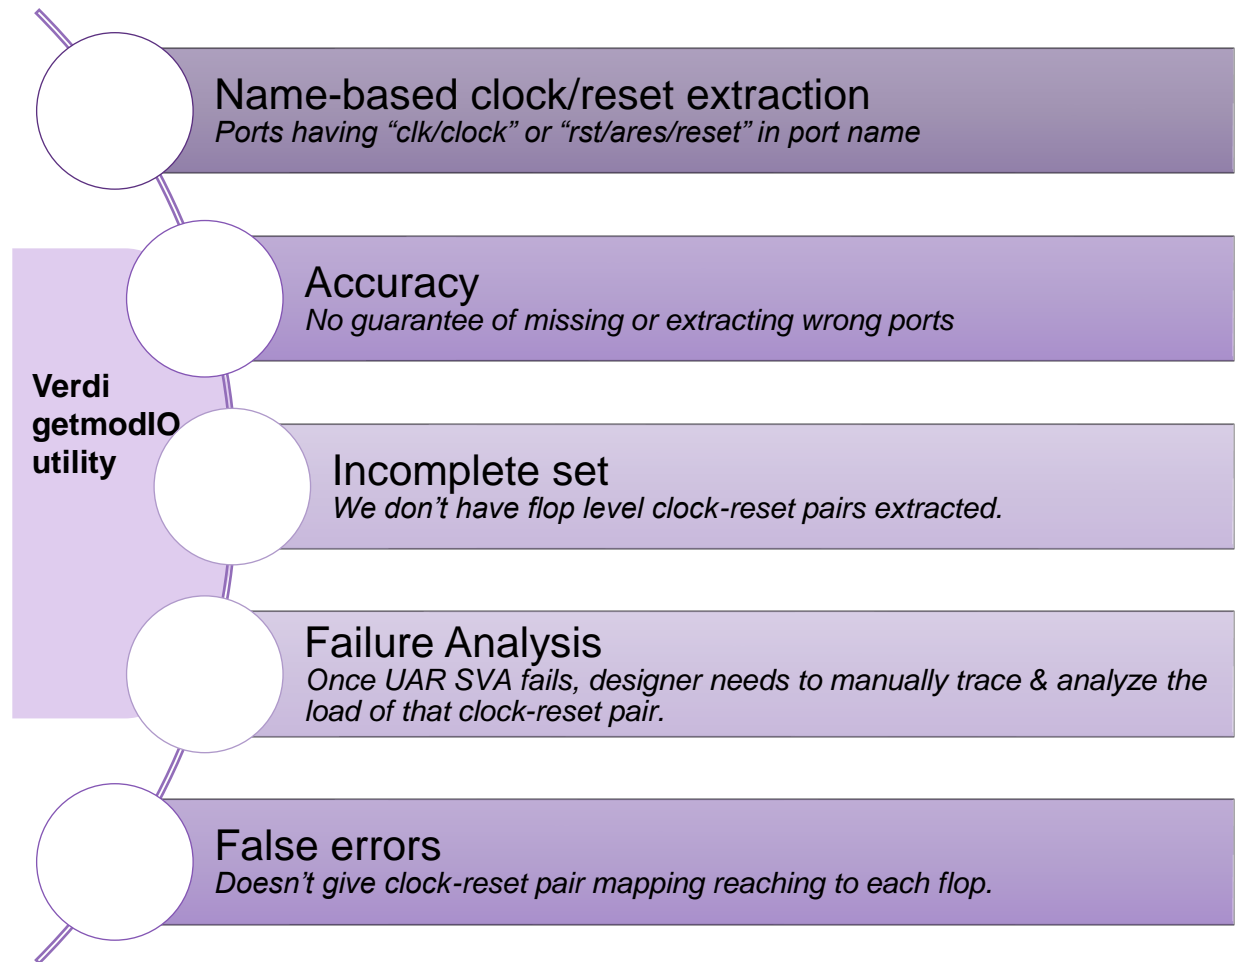 Name-based clock/reset extraction
Ports having “clk/clock” or “rst/ares/reset” in port name
Accuracy
No guarantee of missing or extracting wrong ports
Verdi
getmodIO
utility
Incomplete set
We don’t have flop level clock-reset pairs extracted.
Failure Analysis
Once UAR SVA fails, designer needs to manually trace & analyze the
load of that clock-reset pair.
False errors
Doesn’t give clock-reset pair mapping reaching to each flop.